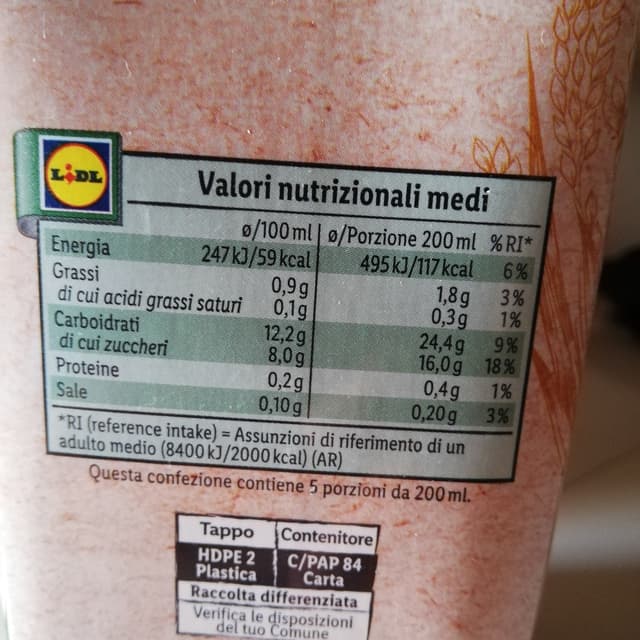 LIDL
Valori nutrizionali medi
ø/100 ml ø/Porzione 200 ml %RI*
Energia 247 kJ/59 kcal 495 kJ/117 kcal 6%
Grassi 0,9 g 1,8 g 3%
di cui acidi grassi saturi 0,1 g 0,3 g 1%
Carboidrati 12,2 g 24,4 g 9%
di cui zuccheri 8,0 g 16,0 g 18%
Proteine 0,2 g 0,4 g 1%
Sale 0,10 g 0,20 g 3%
*RI (reference intake) = Assunzioni di riferimento di un
adulto medio (8400 kJ/2000 kcal) (AR)
Questa confezione contiene 5 porzioni da 200 ml.
Tappo Contenitore
HDPE 2 C/PAP 84
Plastica Carta
Raccolta differenziata
Verifica le disposizioni
del tuo Comune